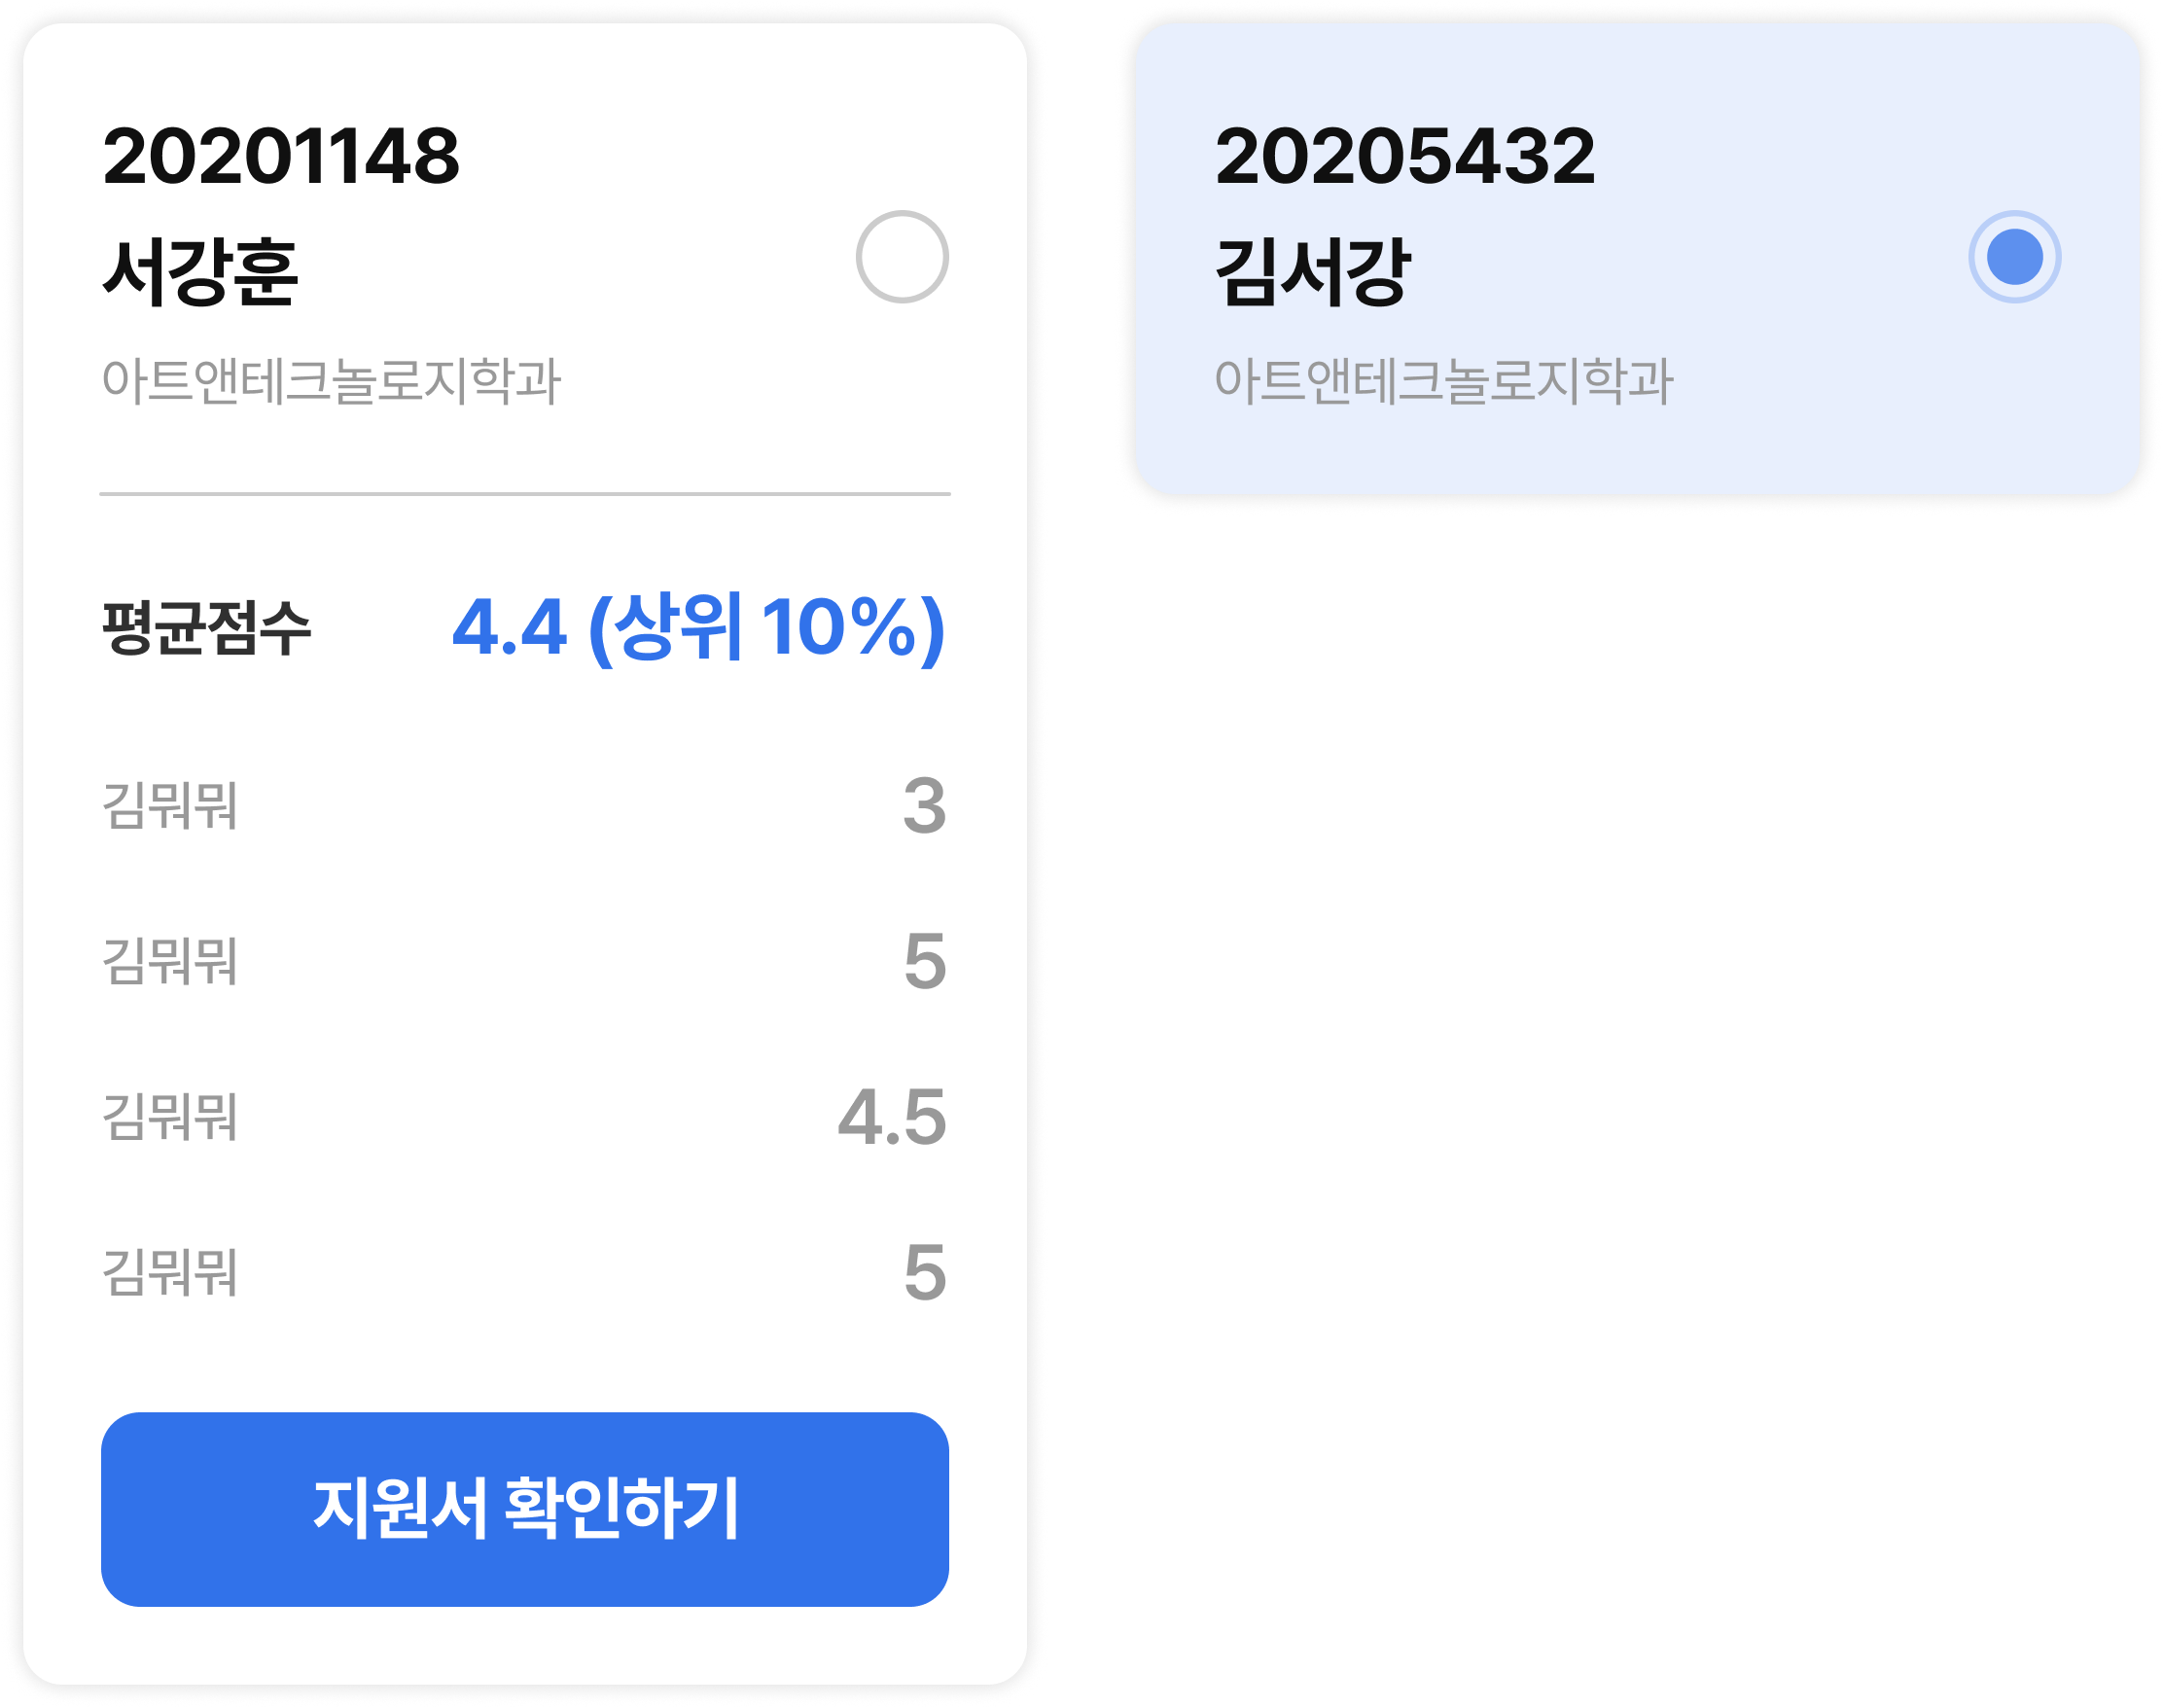 20201148
서강훈
아트앤테크놀로지학과
평균점수 4.4 (상위 10%)
김뭐뭐 3
김뭐뭐 5
김뭐뭐 4.5
김뭐뭐 5
지원서 확인하기
20205432
김서강
아트앤테크놀로지학과